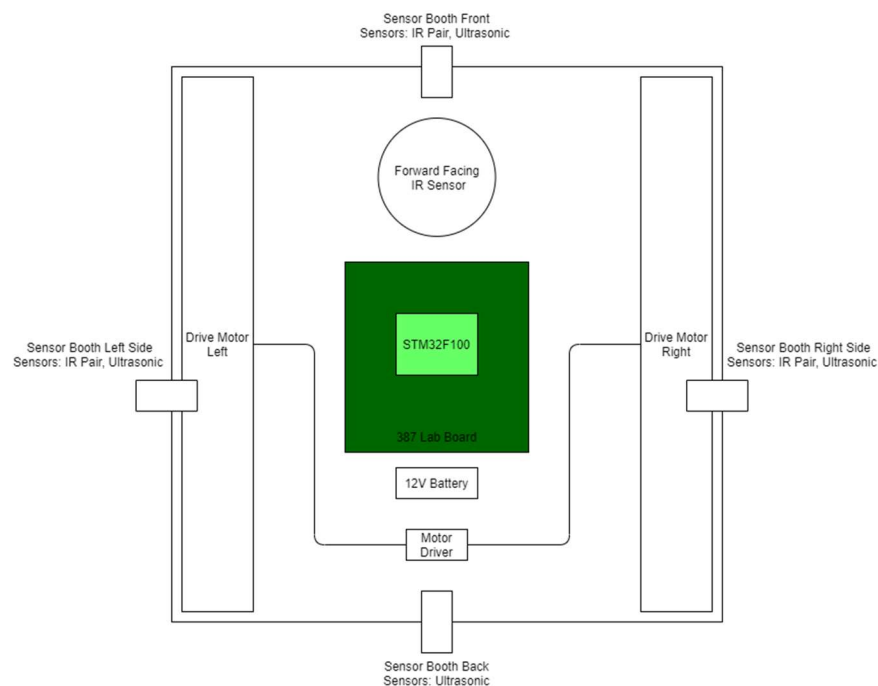 Sensor Booth Front
Sensors: IR Pair, Ultrasonic
Forward Facing
IR Sensor
Drive Motor
Left
STM32F100
Drive Motor
Right
Sensor Booth Left Side
Sensors: IR Pair, Ultrasonic
Sensor Booth Right Side
Sensors: IR Pair, Ultrasonic
387 Lab Board
12V Battery
Motor
Driver
Sensor Booth Back
Sensors: Ultrasonic